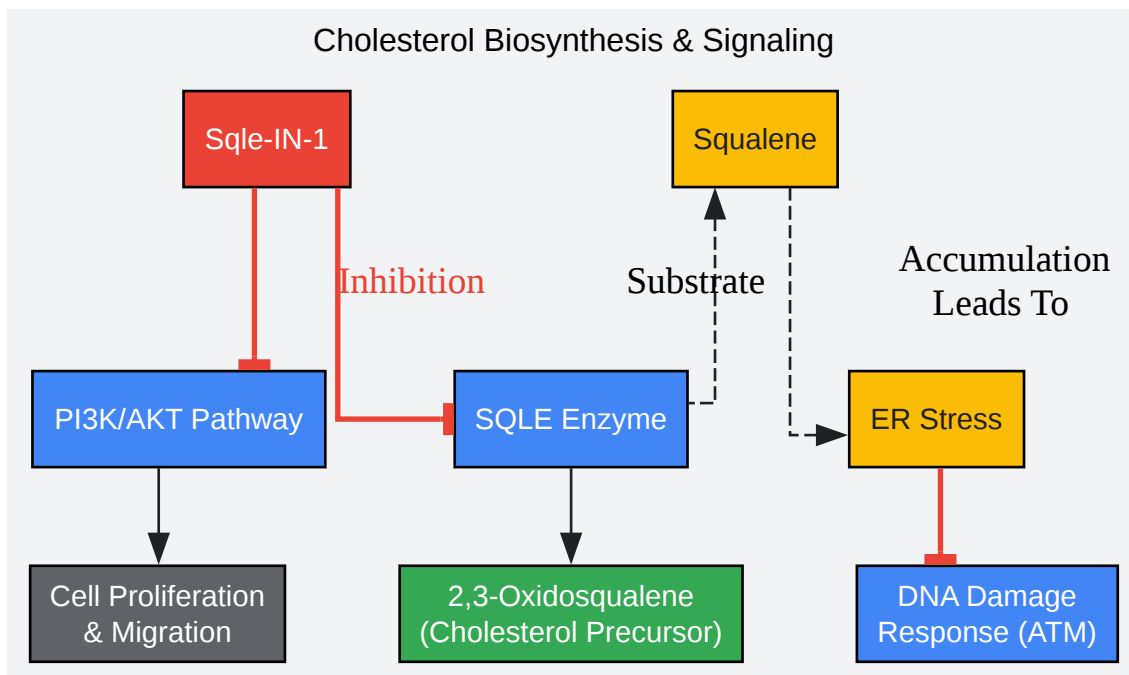 Cholesterol Biosynthesis & Signaling
Sqle-IN-1
Squalene
Inhibition
Substrate
Accumulation
Leads To
PI3K/AKT Pathway
SQLE Enzyme
ER Stress
Cell Proliferation
& Migration
2,3-Oxidosqualene
(Cholesterol Precursor)
DNA Damage
Response (ATM)